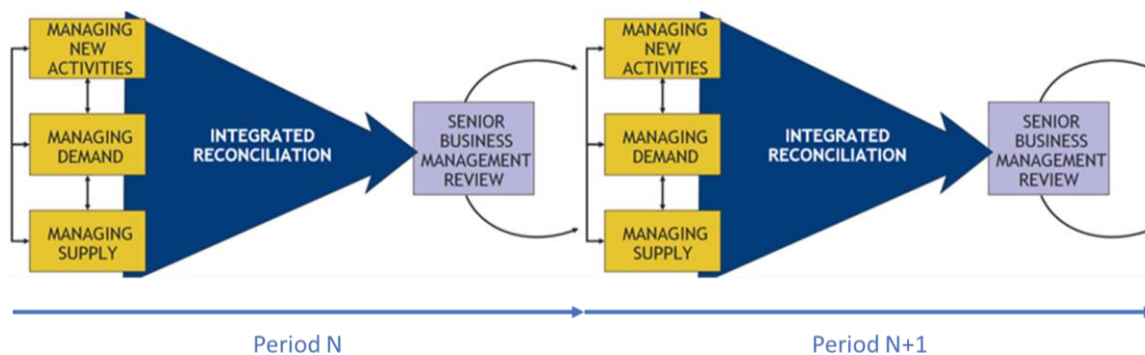 MANAGING
NEW
ACTIVITIES
MANAGING
DEMAND
MANAGING
SUPPLY
INTEGRATED
RECONCILIATION
SENIOR
BUSINESS
MANAGEMENT
REVIEW
MANAGING
NEW
ACTIVITIES
MANAGING
DEMAND
MANAGING
SUPPLY
INTEGRATED
RECONCILIATION
SENIOR
BUSINESS
MANAGEMENT
REVIEW
Period N
Period N+1